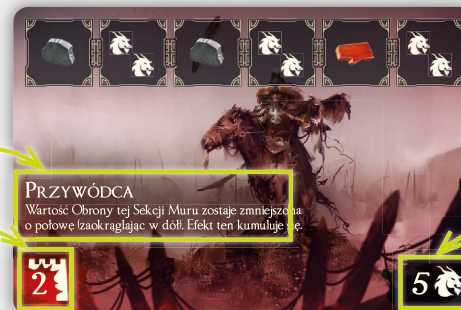 PRZYWÓDCA
Wartość Obrony tej Sekcji Muru zostaje zmniejszona
o połowę (zaokrąglając w dół). Efekt ten kumuluje się.
2
5